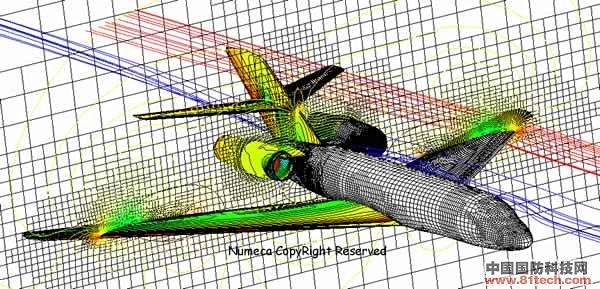 Numeca CopyRight Reserved
中国国防科技网
www.81tech.com